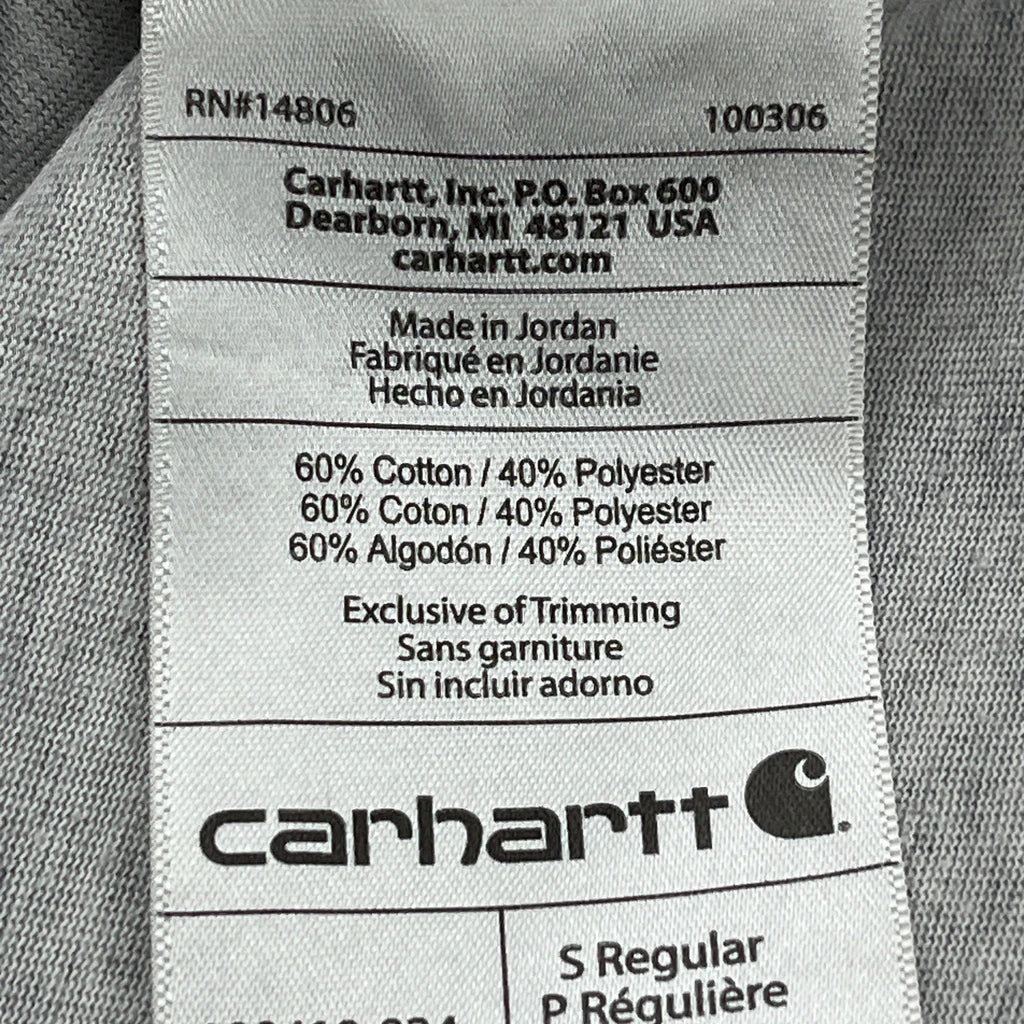 RN#14806 100306
Carhartt, Inc. P.O. Box 600
Dearborn, MI 48121 USA
carhartt.com
Made in Jordan
Fabriqué en Jordanie
Hecho en Jordania
60% Cotton / 40% Polyester
60% Coton / 40% Polyester
60% Algodón / 40% Poliéster
Exclusive of Trimming
Sans garniture
Sin incluir adorno
carhartt
S Regular
P Régulière